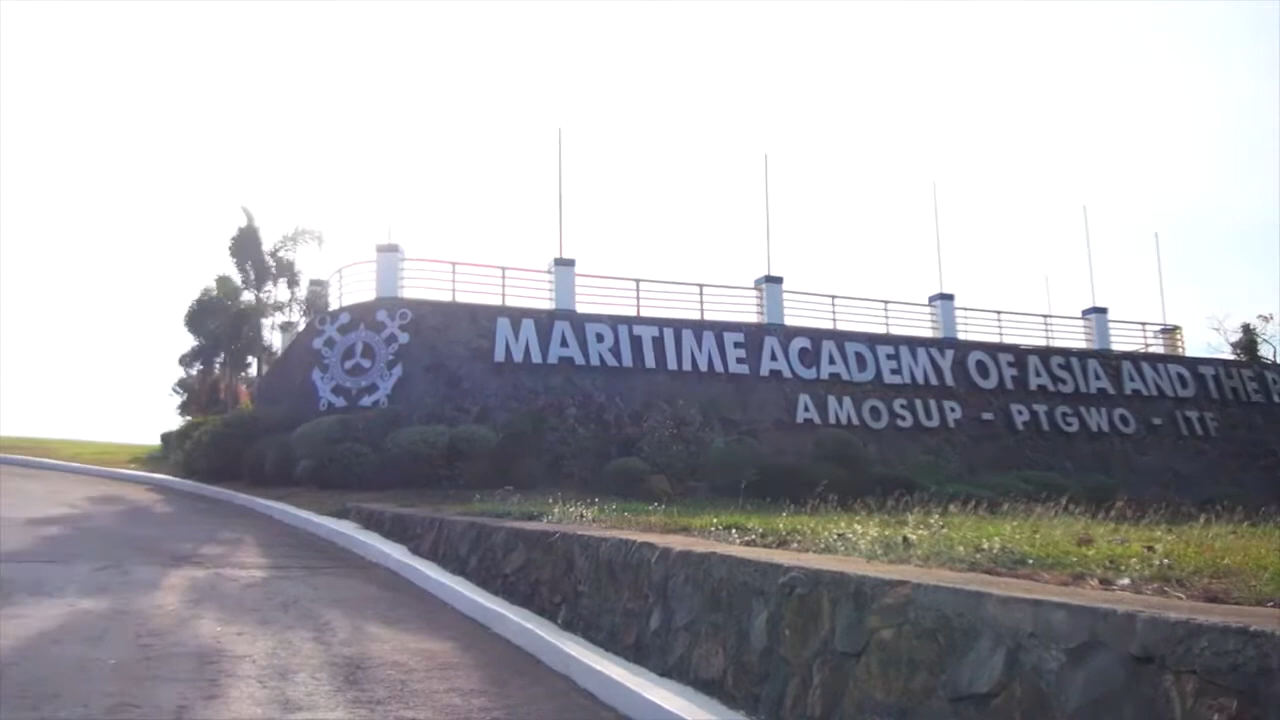 MARITIME ACADEMY OF ASIA AND THE
AMOSUP - PTGWO - ITF